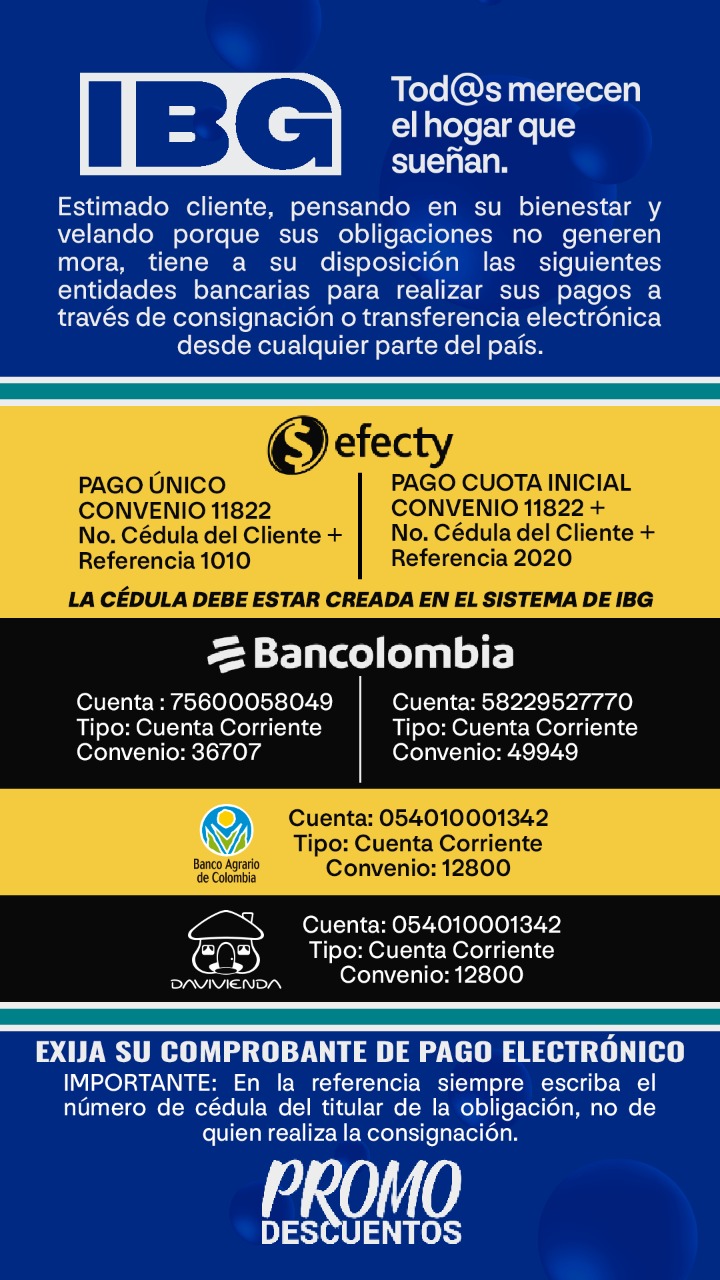 IBG
Tod@s merecen
el hogar que
sueñan.
Estimado cliente, pensando en su bienestar y
velando porque sus obligaciones no generen
mora, tiene a su disposición las siguientes
entidades bancarias para realizar sus pagos a
través de consignación o transferencia electrónica
desde cualquier parte del país.
$ efecty
PAGO ÚNICO
CONVENIO 11822
No. Cédula del Cliente +
Referencia 1010
PAGO CUOTA INICIAL
CONVENIO 11822 +
No. Cédula del Cliente +
Referencia 2020
LA CÉDULA DEBE ESTAR CREADA EN EL SISTEMA DE IBG
Bancolombia
Cuenta : 75600058049
Tipo: Cuenta Corriente
Convenio: 36707
Cuenta: 58229527770
Tipo: Cuenta Corriente
Convenio: 49949
Banco Agrario
de Colombia
Cuenta: 054010001342
Tipo: Cuenta Corriente
Convenio: 12800
DAVIVIENDA
Cuenta: 054010001342
Tipo: Cuenta Corriente
Convenio: 12800
EXIJA SU COMPROBANTE DE PAGO ELECTRÓNICO
IMPORTANTE: En la referencia siempre escriba el
número de cédula del titular de la obligación, no de
quien realiza la consignación.
PROMO
DESCUENTOS